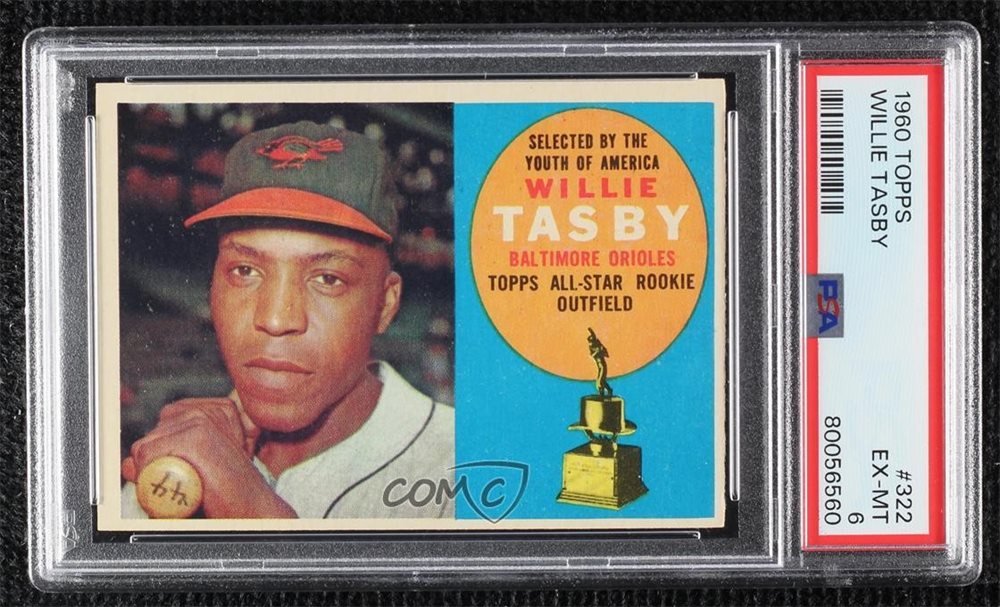 SELECTED BY THE
YOUTH OF AMERICA
WILLIE
TASBY
BALTIMORE ORIOLES
TOPPS ALL-STAR ROOKIE
OUTFIELD
44
COMC
1960 TOPPS
WILLIE TASBY
PSA
#322
EX-MT
6
80056560